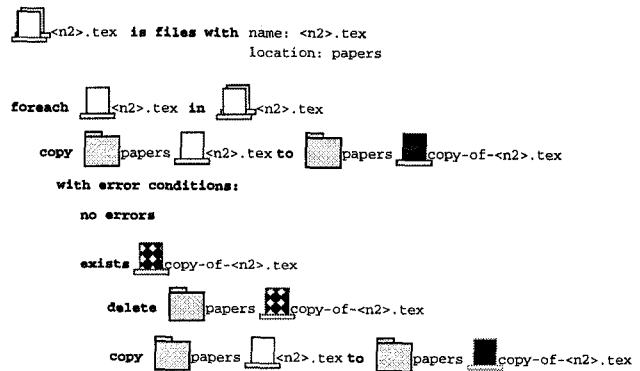 <n2>.tex is files with name: <n2>.tex
location: papers
foreach <n2>.tex in <n2>.tex
copy papers <n2>.tex to papers copy-of-<n2>.tex
with error conditions:
no errors
exists copy-of-<n2>.tex
delete papers copy-of-<n2>.tex
copy papers <n2>.tex to papers copy-of-<n2>.tex